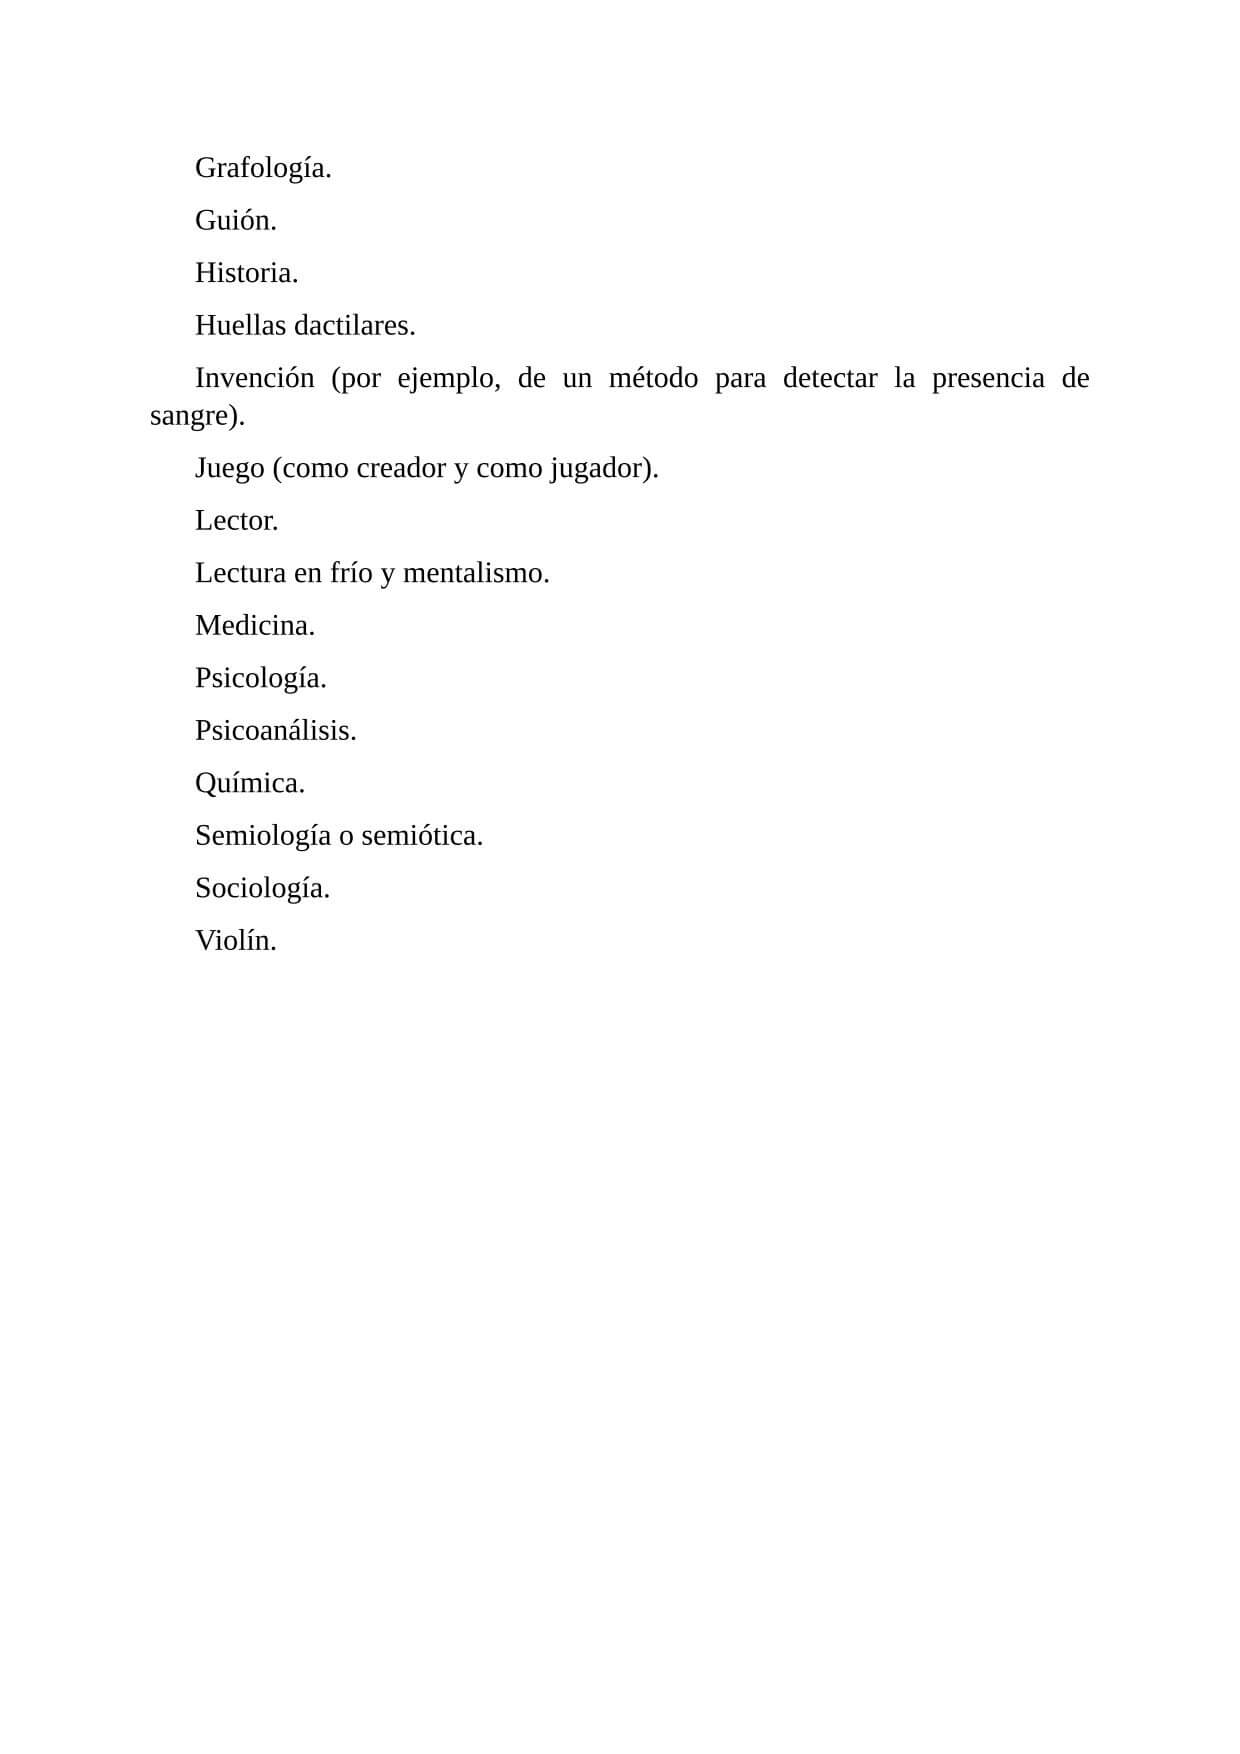 Grafología.
Guión.
Historia.
Huellas dactilares.
Invención (por ejemplo, de un método para detectar la presencia de
sangre).
Juego (como creador y como jugador).
Lector.
Lectura en frío y mentalismo.
Medicina.
Psicología.
Psicoanálisis.
Química.
Semiología o semiótica.
Sociología.
Violín.